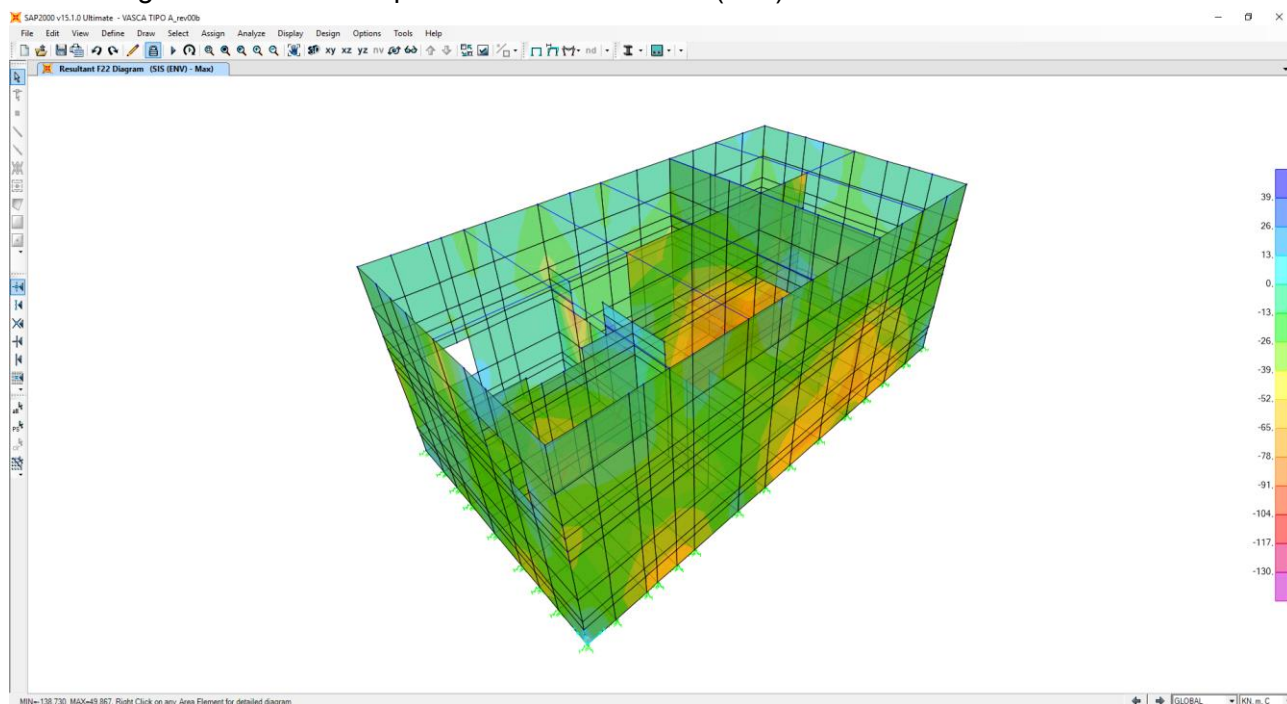 SAP2000 v15.1.0 Ultimate - VASCA TIPO A_rev00b
File Edit View Define Draw Select Assign Analyze Display Design Options Tools Help
xy xz yz nv nd
Resultant F22 Diagram (SIS (ENV) - Max)
39.
26.
13.
0.
-13.
-26.
-39.
-52.
-65.
-78.
-91.
-104.
-117.
-130.
MIN=-138.730, MAX=49.867, Right Click on any Area Element for detailed diagram
GLOBAL KN, m, C